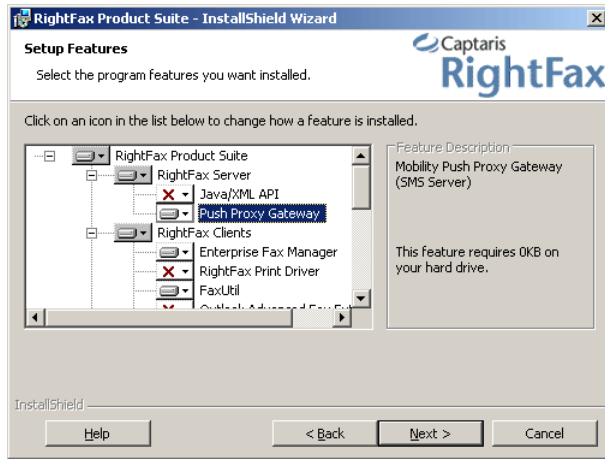 RightFax Product Suite - InstallShield Wizard
Setup Features
Select the program features you want installed.
Captaris
RightFax
Click on an icon in the list below to change how a feature is installed.
RightFax Product Suite
RightFax Server
Java/XML API
Push Proxy Gateway
RightFax Clients
Enterprise Fax Manager
RightFax Print Driver
FaxUtil
Feature Description
Mobility Push Proxy Gateway
(SMS Server)
This feature requires 0KB on
your hard drive.
InstallShield
Help
< Back
Next >
Cancel